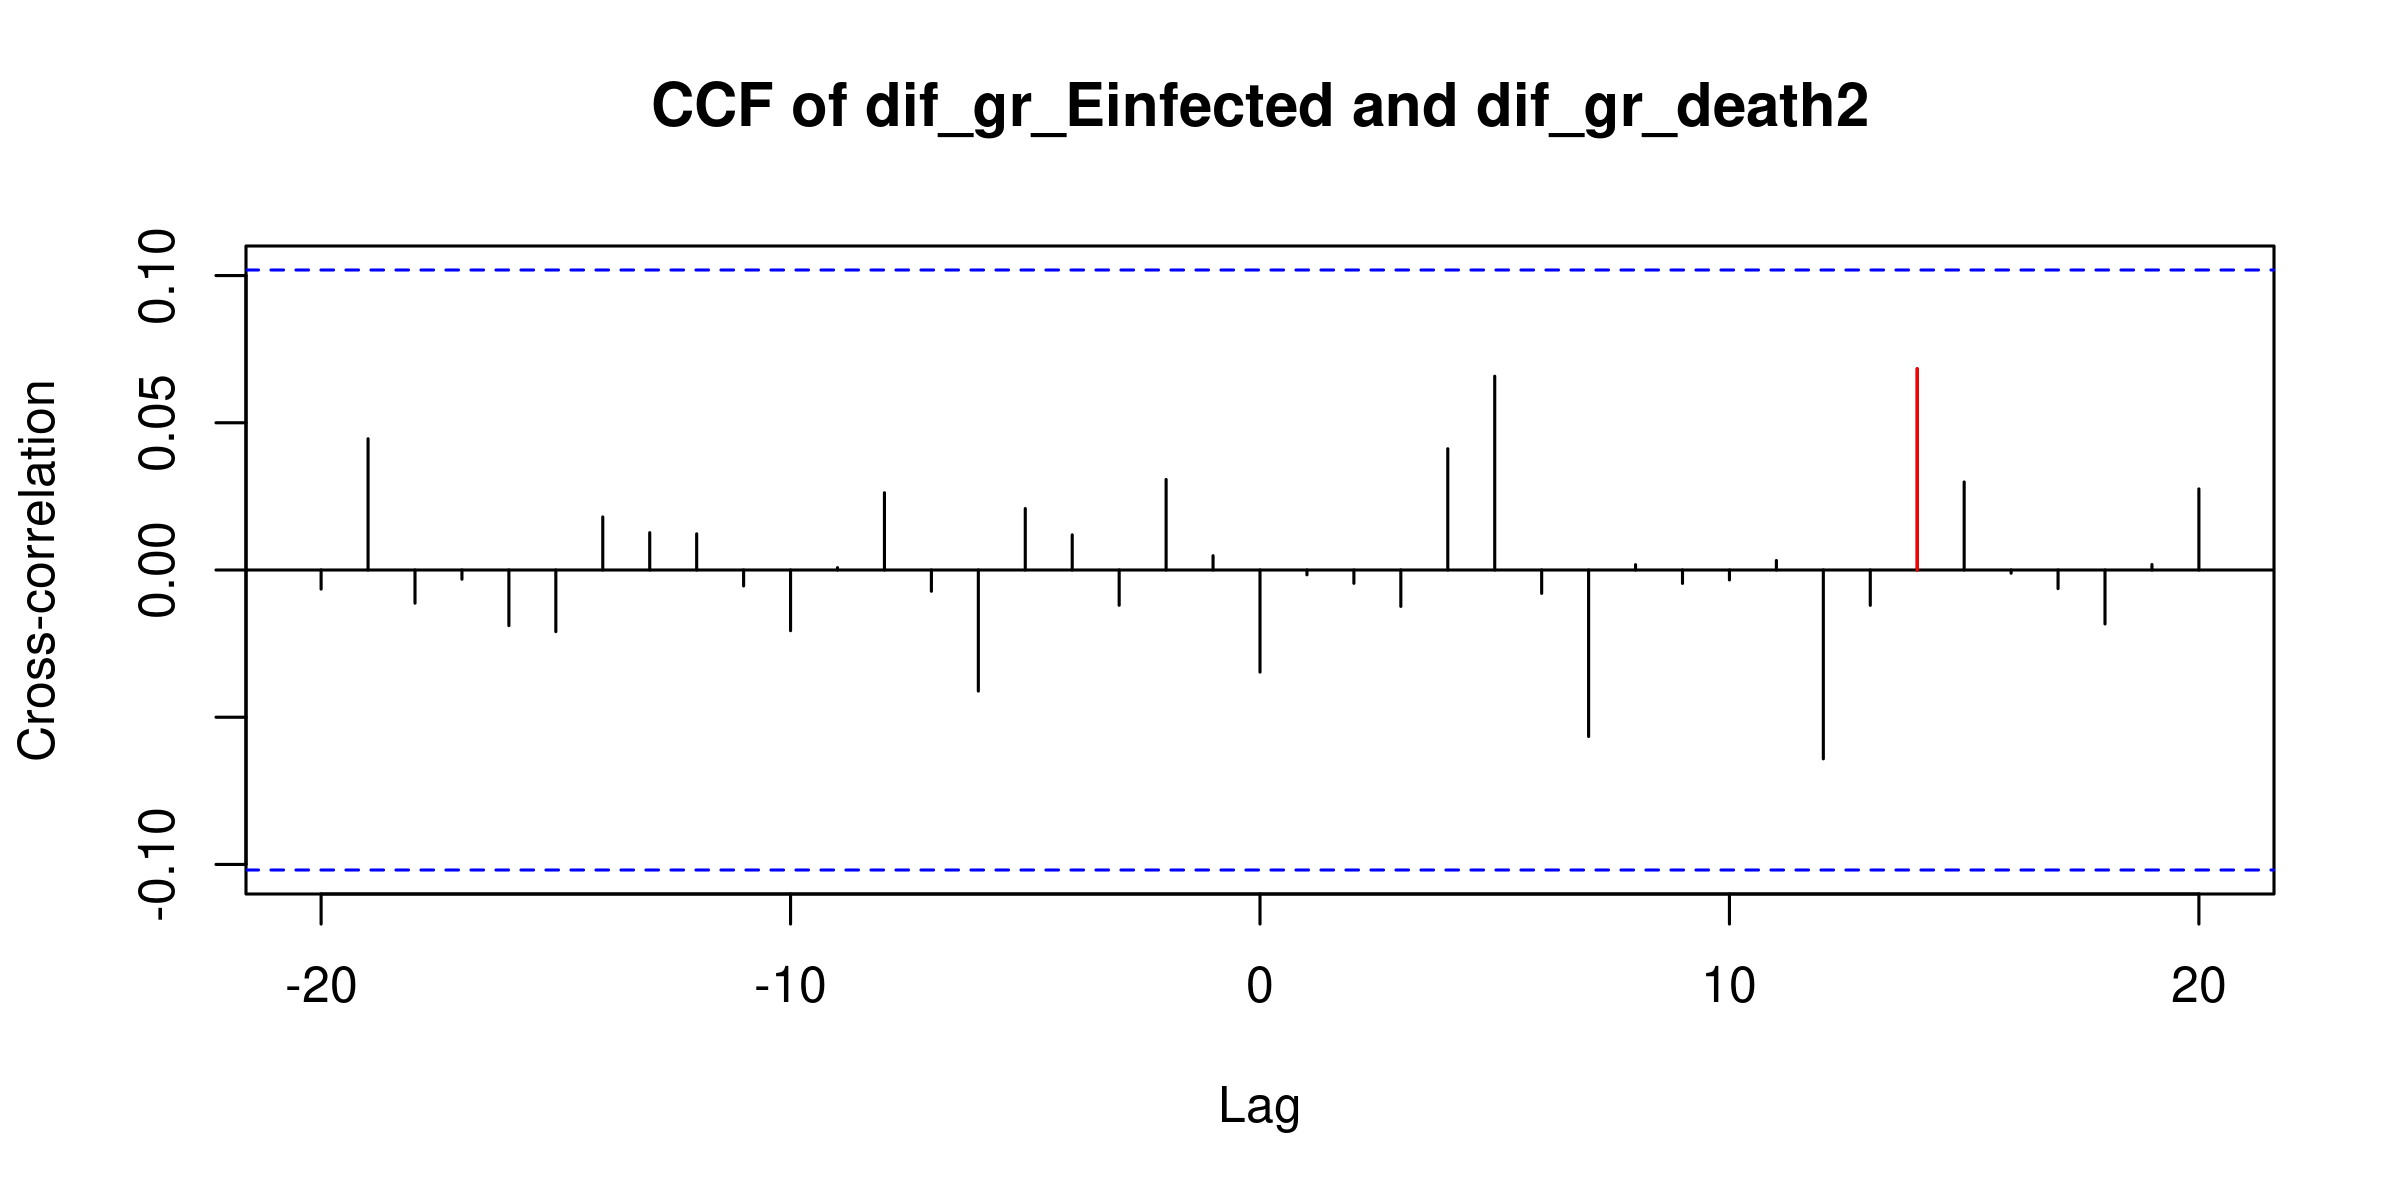 CCF of dif_gr_Einfected and dif_gr_death2
Cross-correlation
0.10
0.05
0.00
-0.10
-20 -10 0 10 20
Lag